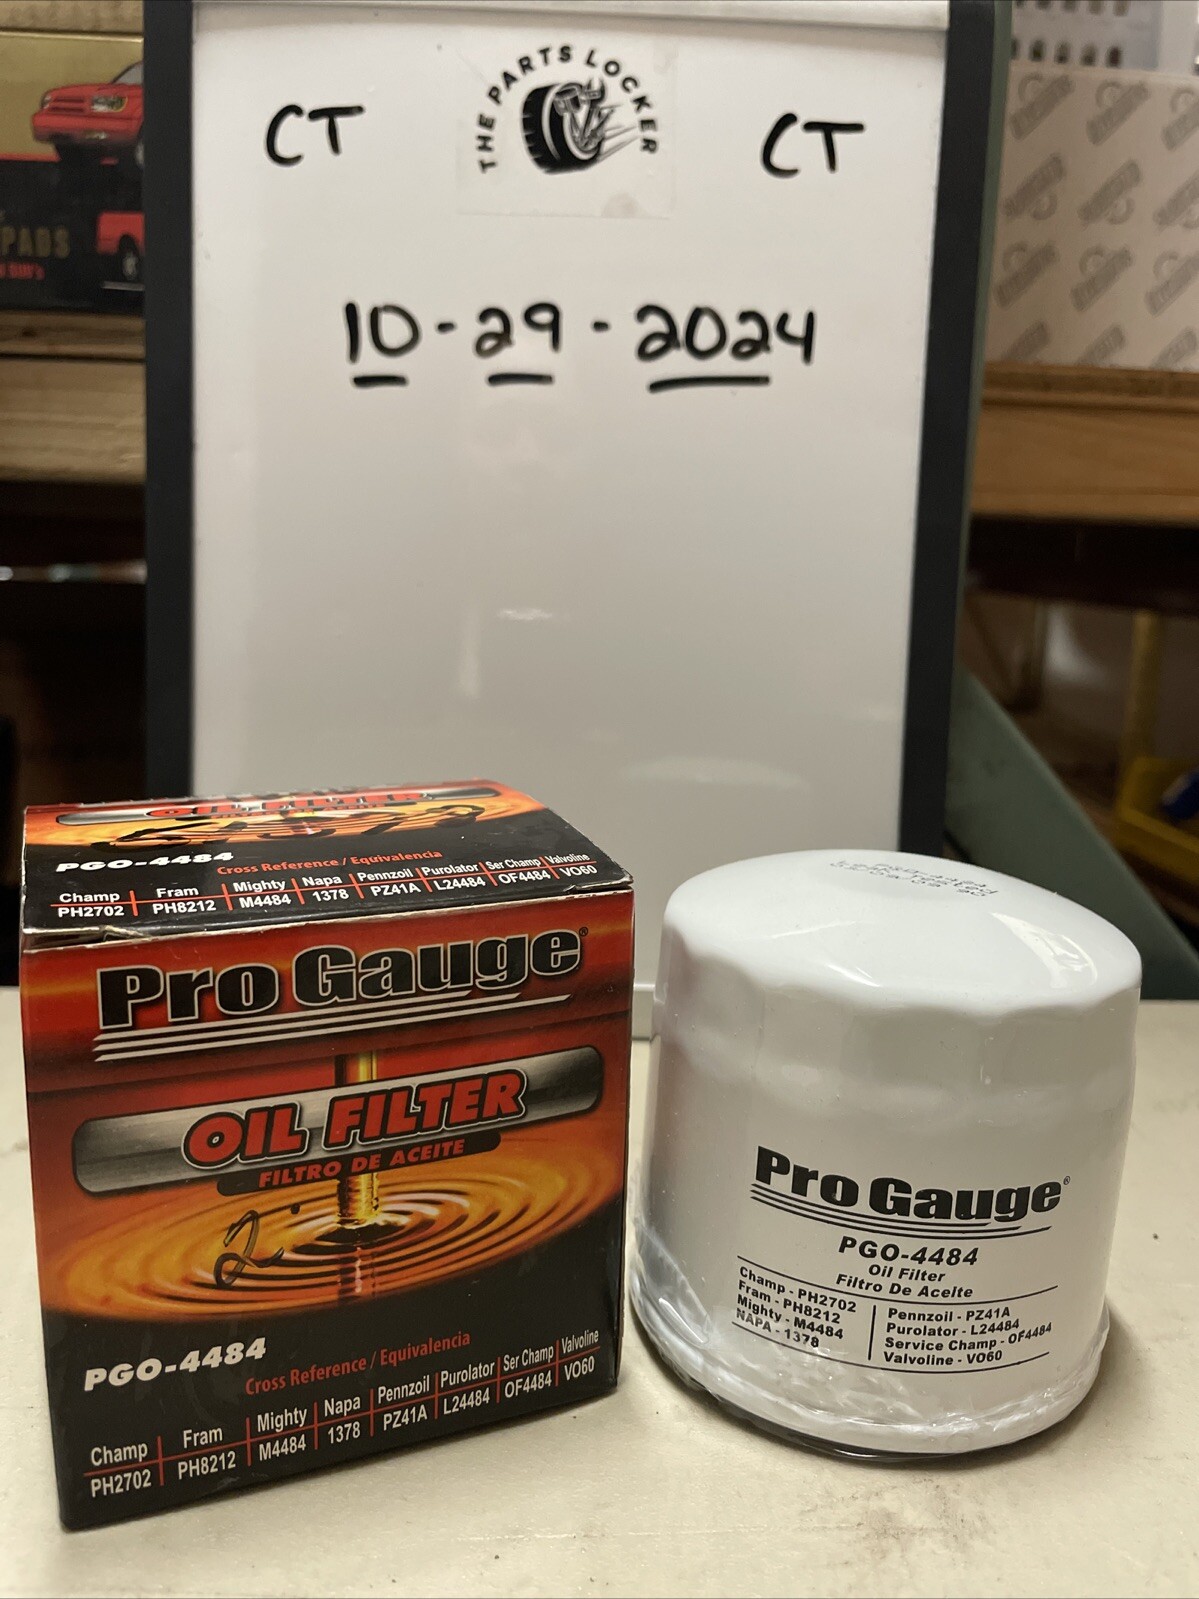 THE PARTS LOCKER
CT
CT
10-29-2024
PADS
OIL FILTER
PGO-4484
Cross Reference / Equivalencia
Champ Fram Mighty Napa Pennzoil Purolator Ser Champ Valvoline
PH2702 PH8212 M4484 1378 PZ41A L24484 OF4484 VO60
Pro Gauge®
OIL FILTER
FILTRO DE ACEITE
2
PGO-4484
Cross Reference / Equivalencia
Champ Fram Mighty Napa Pennzoil Purolator Ser Champ Valvoline
PH2702 PH8212 M4484 1378 PZ41A L24484 OF4484 VO60
Pro Gauge®
PGO-4484
Oil Filter
Filtro De Aceite
Champ - PH2702
Fram - PH8212
Mighty - M4484
NAPA - 1378
Pennzoil - PZ41A
Purolator - L24484
Service Champ - OF4484
Valvoline - VO60